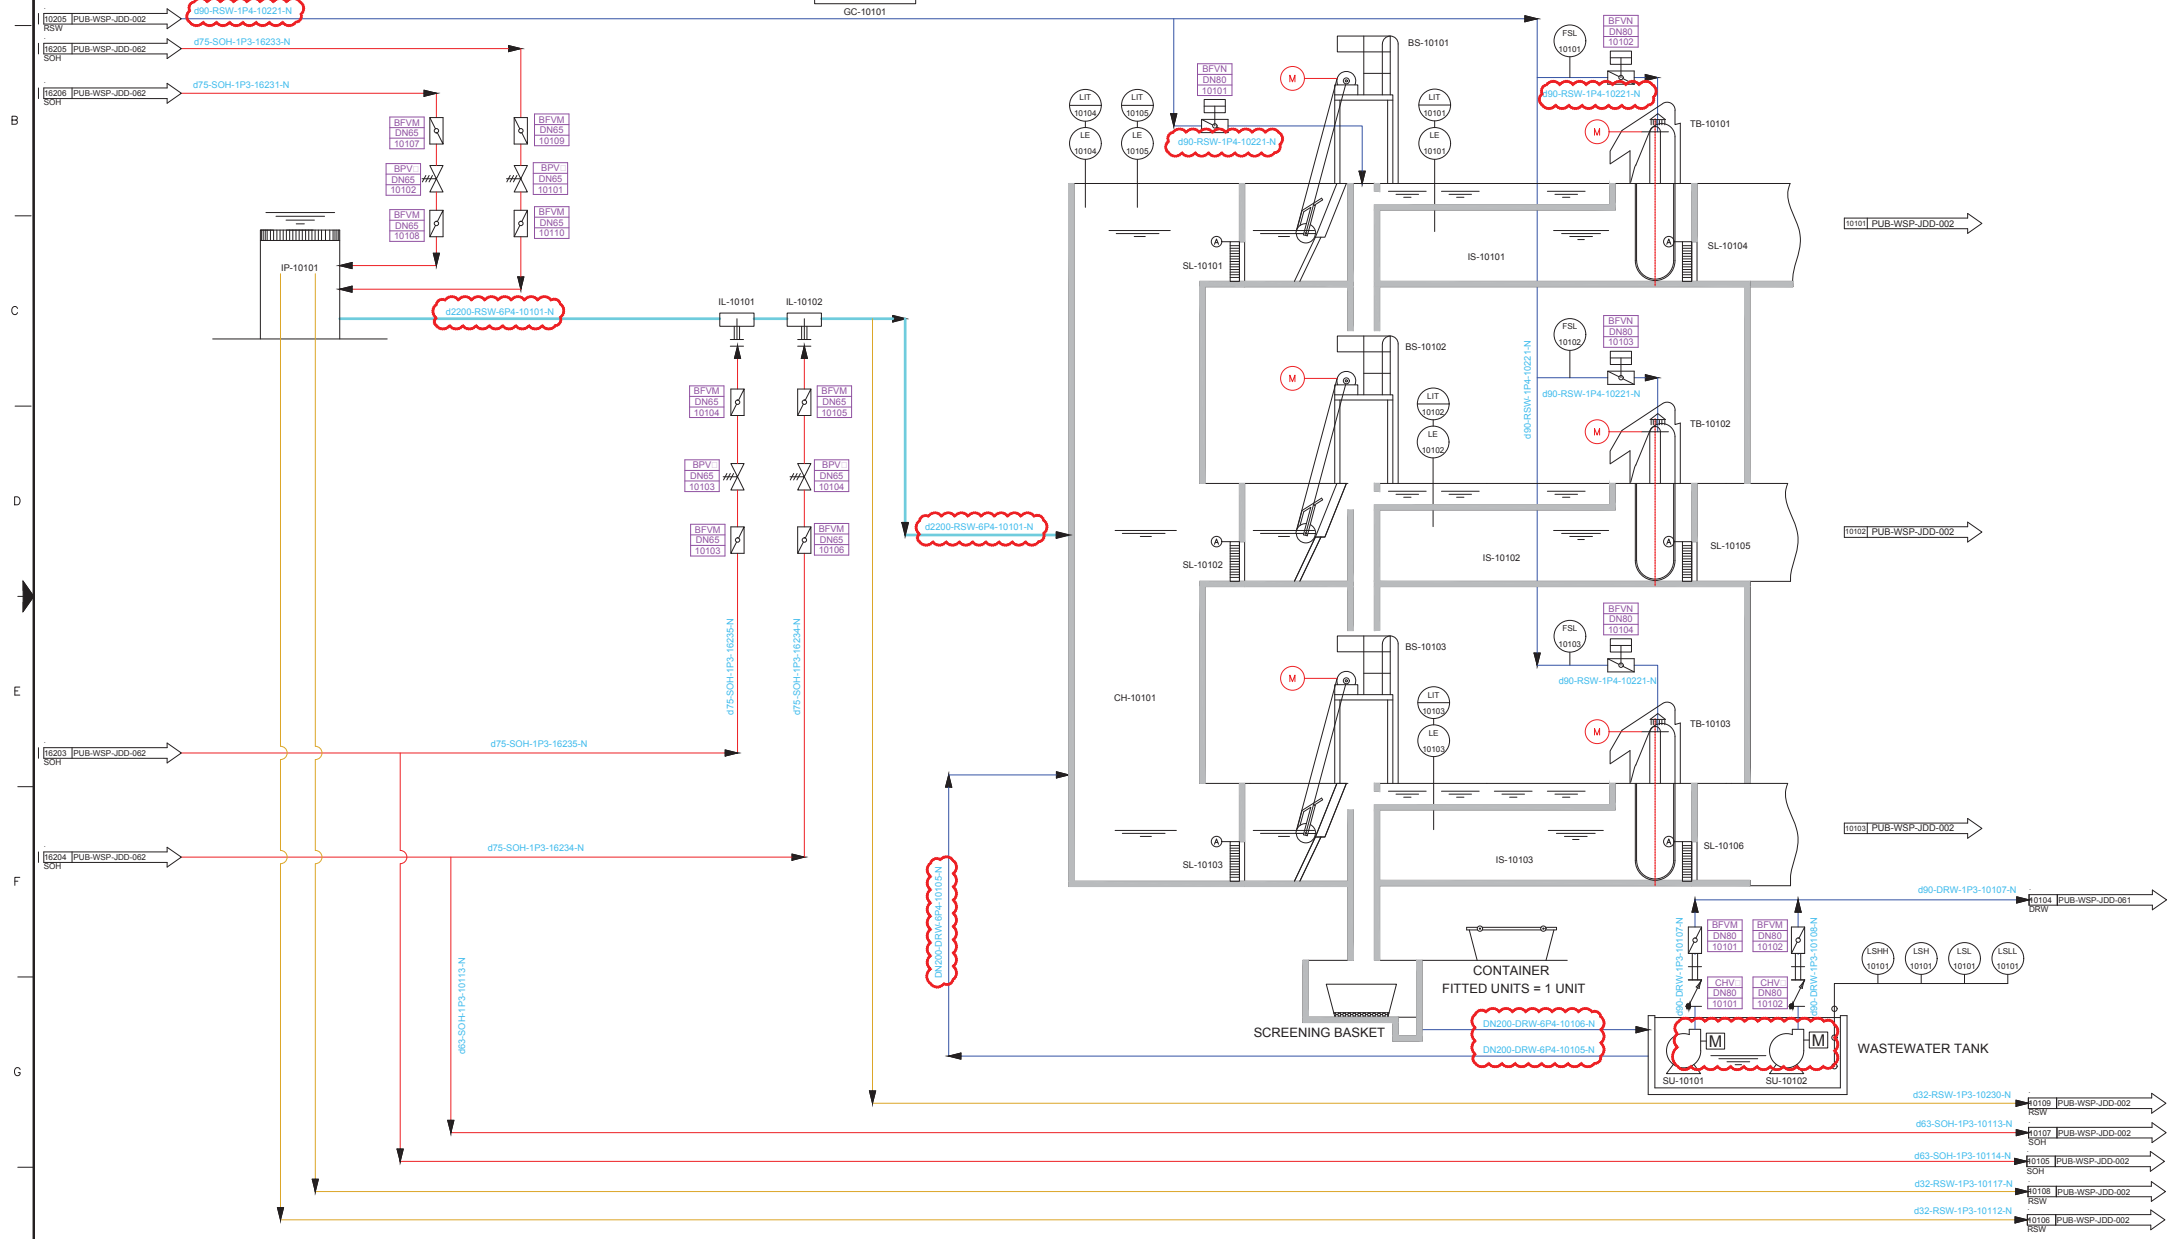 GC-10101
10205 PUB-WSP-JDD-002
RSW
d90-RSW-1P4-10221-N
16205 PUB-WSP-JDD-062
SOH
d75-SOH-1P3-16233-N
16206 PUB-WSP-JDD-062
SOH
d75-SOH-1P3-16231-N
B
C
D
E
F
G
BFVM
DN65
10107
BFVM
DN65
10109
BPV
DN65
10102
BPV
DN65
10101
BFVM
DN65
10108
BFVM
DN65
10110
IP-10101
d2200-RSW-6P4-10101-N
IL-10101
IL-10102
BFVM
DN65
10104
BFVM
DN65
10105
BPV
DN65
10103
BPV
DN65
10104
BFVM
DN65
10103
BFVM
DN65
10106
d2200-RSW-6P4-10101-N
d75-SOH-1P3-16235-N
d75-SOH-1P3-16234-N
16203 PUB-WSP-JDD-062
SOH
d75-SOH-1P3-16235-N
16204 PUB-WSP-JDD-062
SOH
d75-SOH-1P3-16234-N
d63-SOH-1P3-10113-N
DN200-DRW-6P4-10105-N
LIT
10104
LE
10104
LIT
10105
LE
10105
BFVN
DN80
10101
d90-RSW-1P4-10221-N
M
BS-10101
LIT
10101
LE
10101
FSL
10101
BFVN
DN80
10102
d90-RSW-1P4-10221-N
M
TB-10101
A
SL-10101
IS-10101
A
SL-10104
10101 PUB-WSP-JDD-002
M
BS-10102
LIT
10102
LE
10102
d90-RSW-1P4-10221-N
FSL
10102
BFVN
DN80
10103
d90-RSW-1P4-10221-N
M
TB-10102
A
SL-10102
IS-10102
A
SL-10105
10102 PUB-WSP-JDD-002
CH-10101
M
BS-10103
LIT
10103
LE
10103
FSL
10103
BFVN
DN80
10104
d90-RSW-1P4-10221-N
M
TB-10103
A
SL-10103
IS-10103
A
SL-10106
10103 PUB-WSP-JDD-002
d90-DRW-1P3-10107-N
10104 PUB-WSP-JDD-061
DRW
d90-DRW-1P3-10107-N
BFVM
DN80
10101
BFVM
DN80
10102
d90-DRW-1P3-10108-N
CHV
DN80
10101
CHV
DN80
10102
LSHH
10101
LSH
10101
LSL
10101
LSLL
10101
CONTAINER
FITTED UNITS = 1 UNIT
SCREENING BASKET
DN200-DRW-6P4-10106-N
DN200-DRW-6P4-10105-N
M
M
SU-10101
SU-10102
WASTEWATER TANK
d32-RSW-1P3-10230-N
10109 PUB-WSP-JDD-002
RSW
d63-SOH-1P3-10113-N
10107 PUB-WSP-JDD-002
SOH
d63-SOH-1P3-10114-N
10105 PUB-WSP-JDD-002
SOH
d32-RSW-1P3-10117-N
10108 PUB-WSP-JDD-002
RSW
d32-RSW-1P3-10112-N
10106 PUB-WSP-JDD-002
RSW